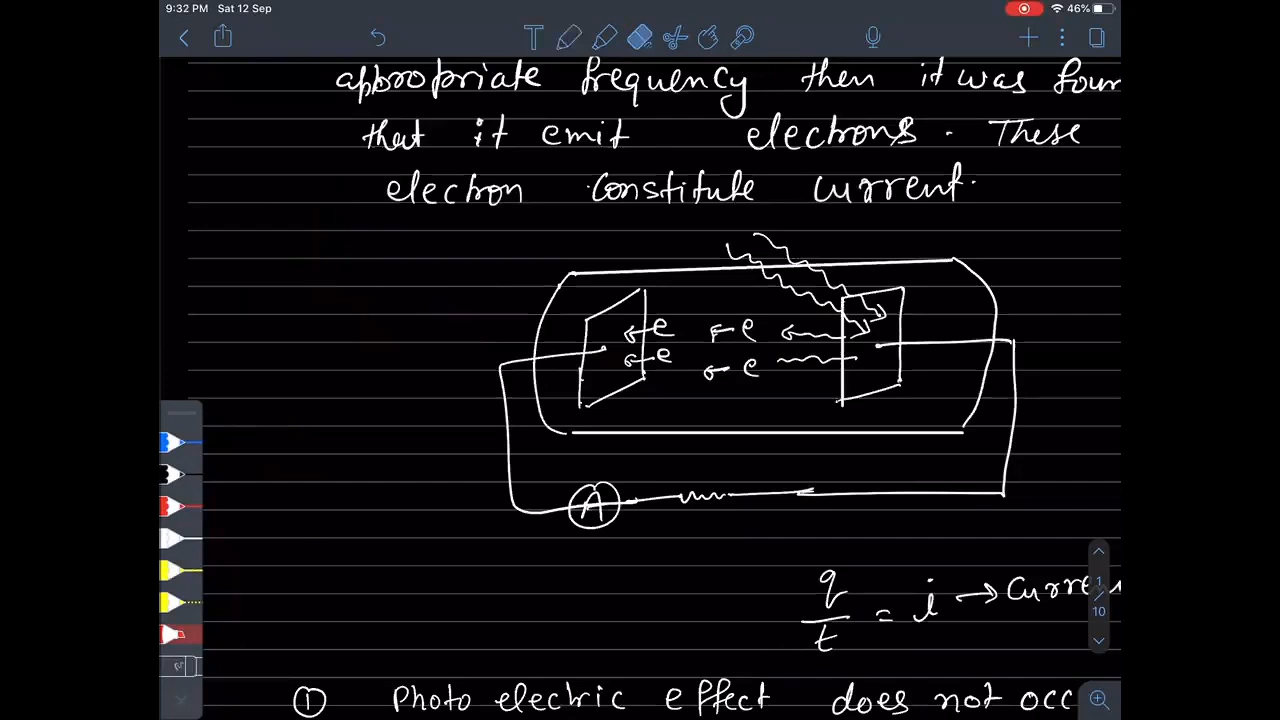 9:32 PM Sat 12 Sep
46%
appropriate frequency then it was foun
that it emit electrons. These
electron constitute current.
e e
e e
A
q/t = i → Curre
1
10
① Photo electric effect does not occ